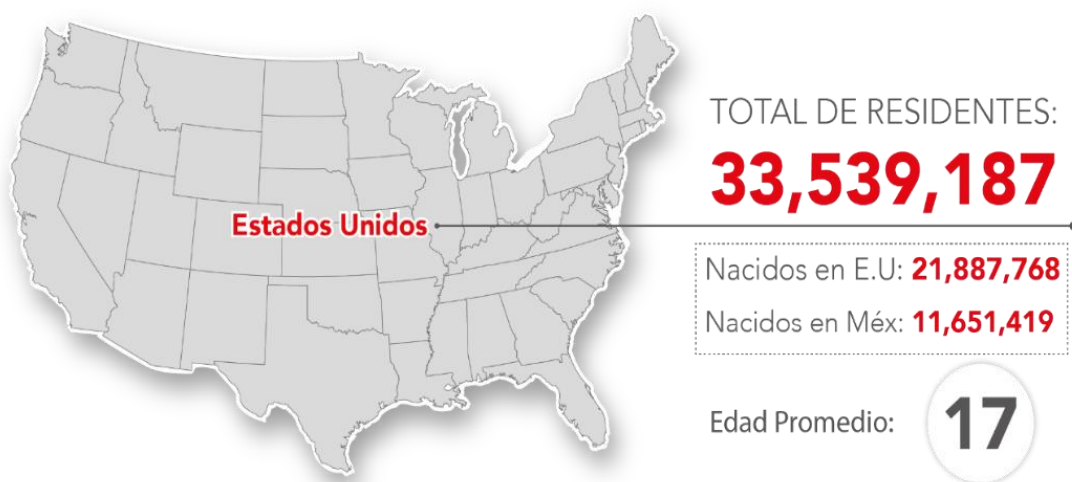 TOTAL DE RESIDENTES:
33,539,187
Estados Unidos
Nacidos en E.U: 21,887,768
Nacidos en Méx: 11,651,419
Edad Promedio: 17